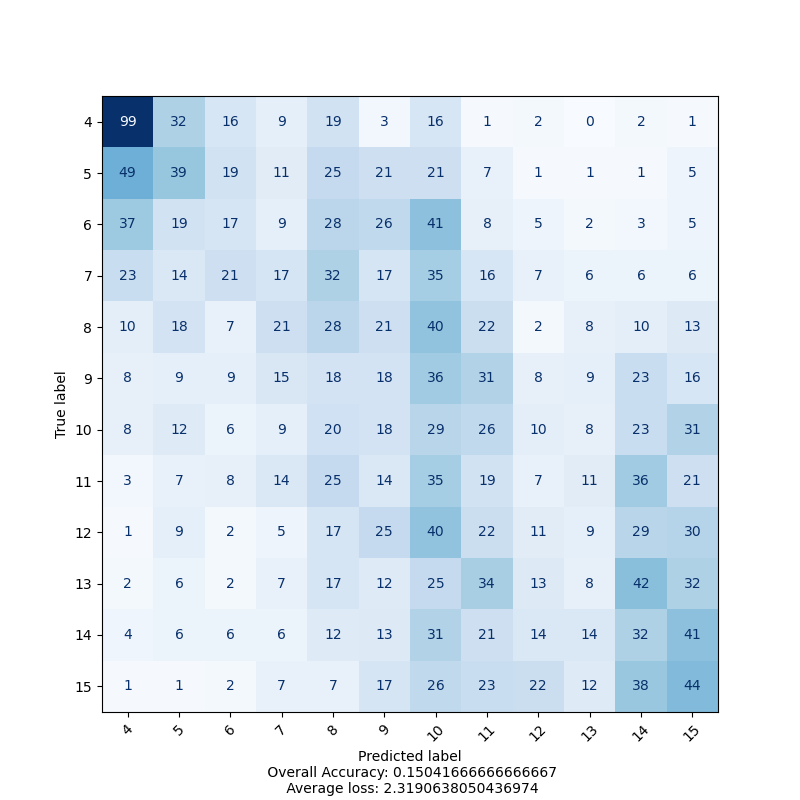 4 99 32 16 9 19 3 16 1 2 0 2 1
5 49 39 19 11 25 21 21 7 1 1 1 5
6 37 19 17 9 28 26 41 8 5 2 3 5
7 23 14 21 17 32 17 35 16 7 6 6 6
8 10 18 7 21 28 21 40 22 2 8 10 13
9 8 9 9 15 18 18 36 31 8 9 23 16
True label
10 8 12 6 9 20 18 29 26 10 8 23 31
11 3 7 8 14 25 14 35 19 7 11 36 21
12 1 9 2 5 17 25 40 22 11 9 29 30
13 2 6 2 7 17 12 25 34 13 8 42 32
14 4 6 6 6 12 13 31 21 14 14 32 41
15 1 1 2 7 7 17 26 23 22 12 38 44
4 5 6 7 8 9 10 11 12 13 14 15
Predicted label
Overall Accuracy: 0.15041666666666667
Average loss: 2.3190638050436974